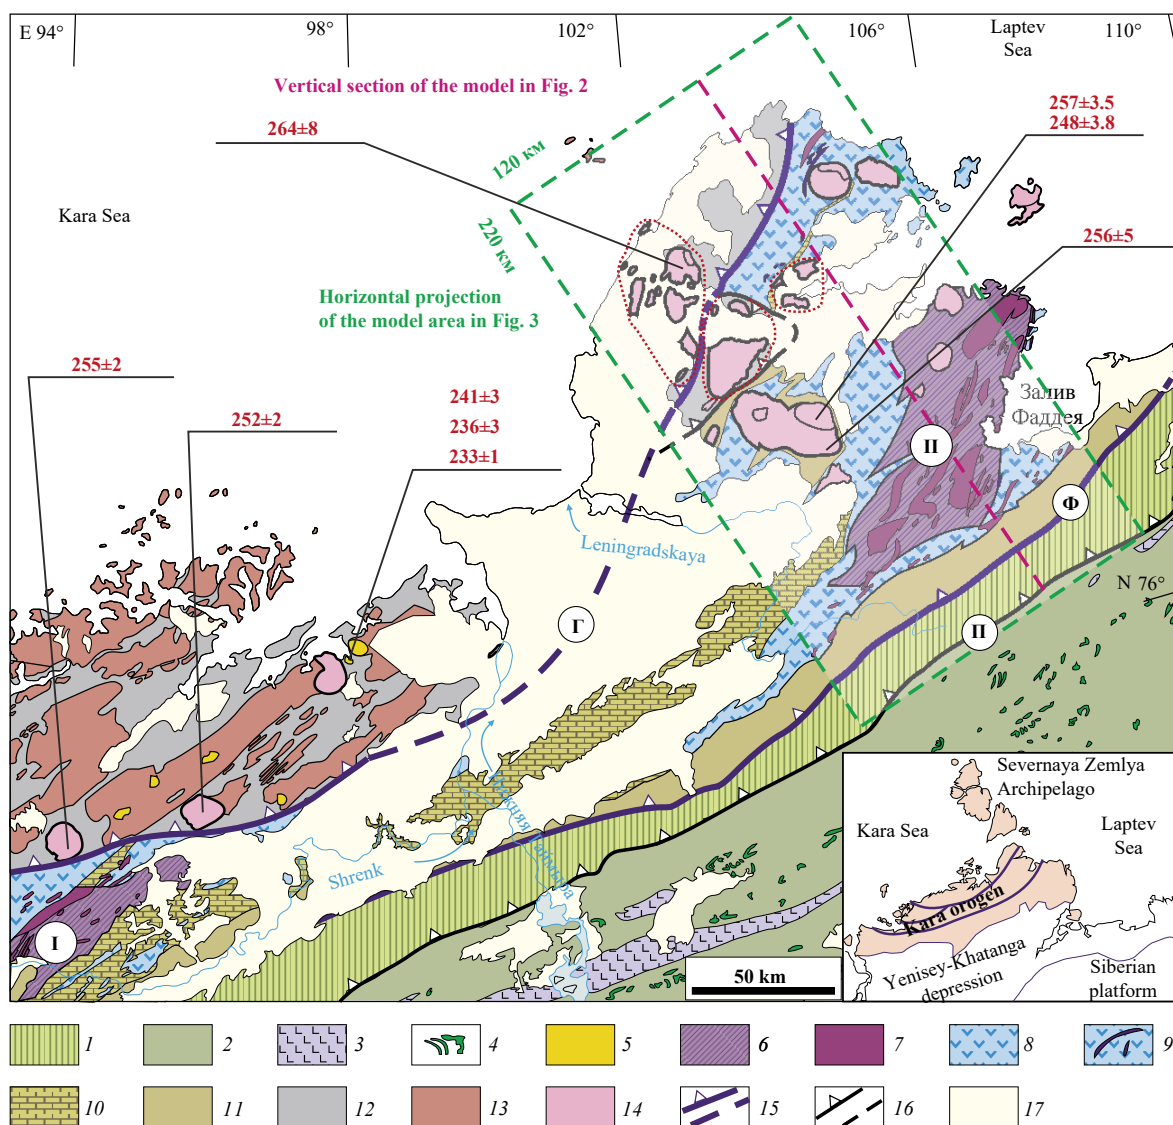 E 94°
98°
102°
106°
110°
Laptev
Sea
Vertical section of the model in Fig. 2
257±3.5
248±3.8
264±8
120 км
Kara Sea
220 км
256±5
Horizontal projection
of the model area in Fig. 3
255±2
241±3
Залив
Фаддея
252±2
236±3
233±1
II
Ф
Leningradskaya
N 76°
Г
П
Нижняя Таймыра
Shrenk
I
50 km
Severnaya Zemlya
Archipelago
Kara Sea
Laptev
Sea
Kara orogen
Yenisey-Khatanga
depression
Siberian
platform
1
2
3
4
5
6
7
8
9
10
11
12
13
14
15
16
17